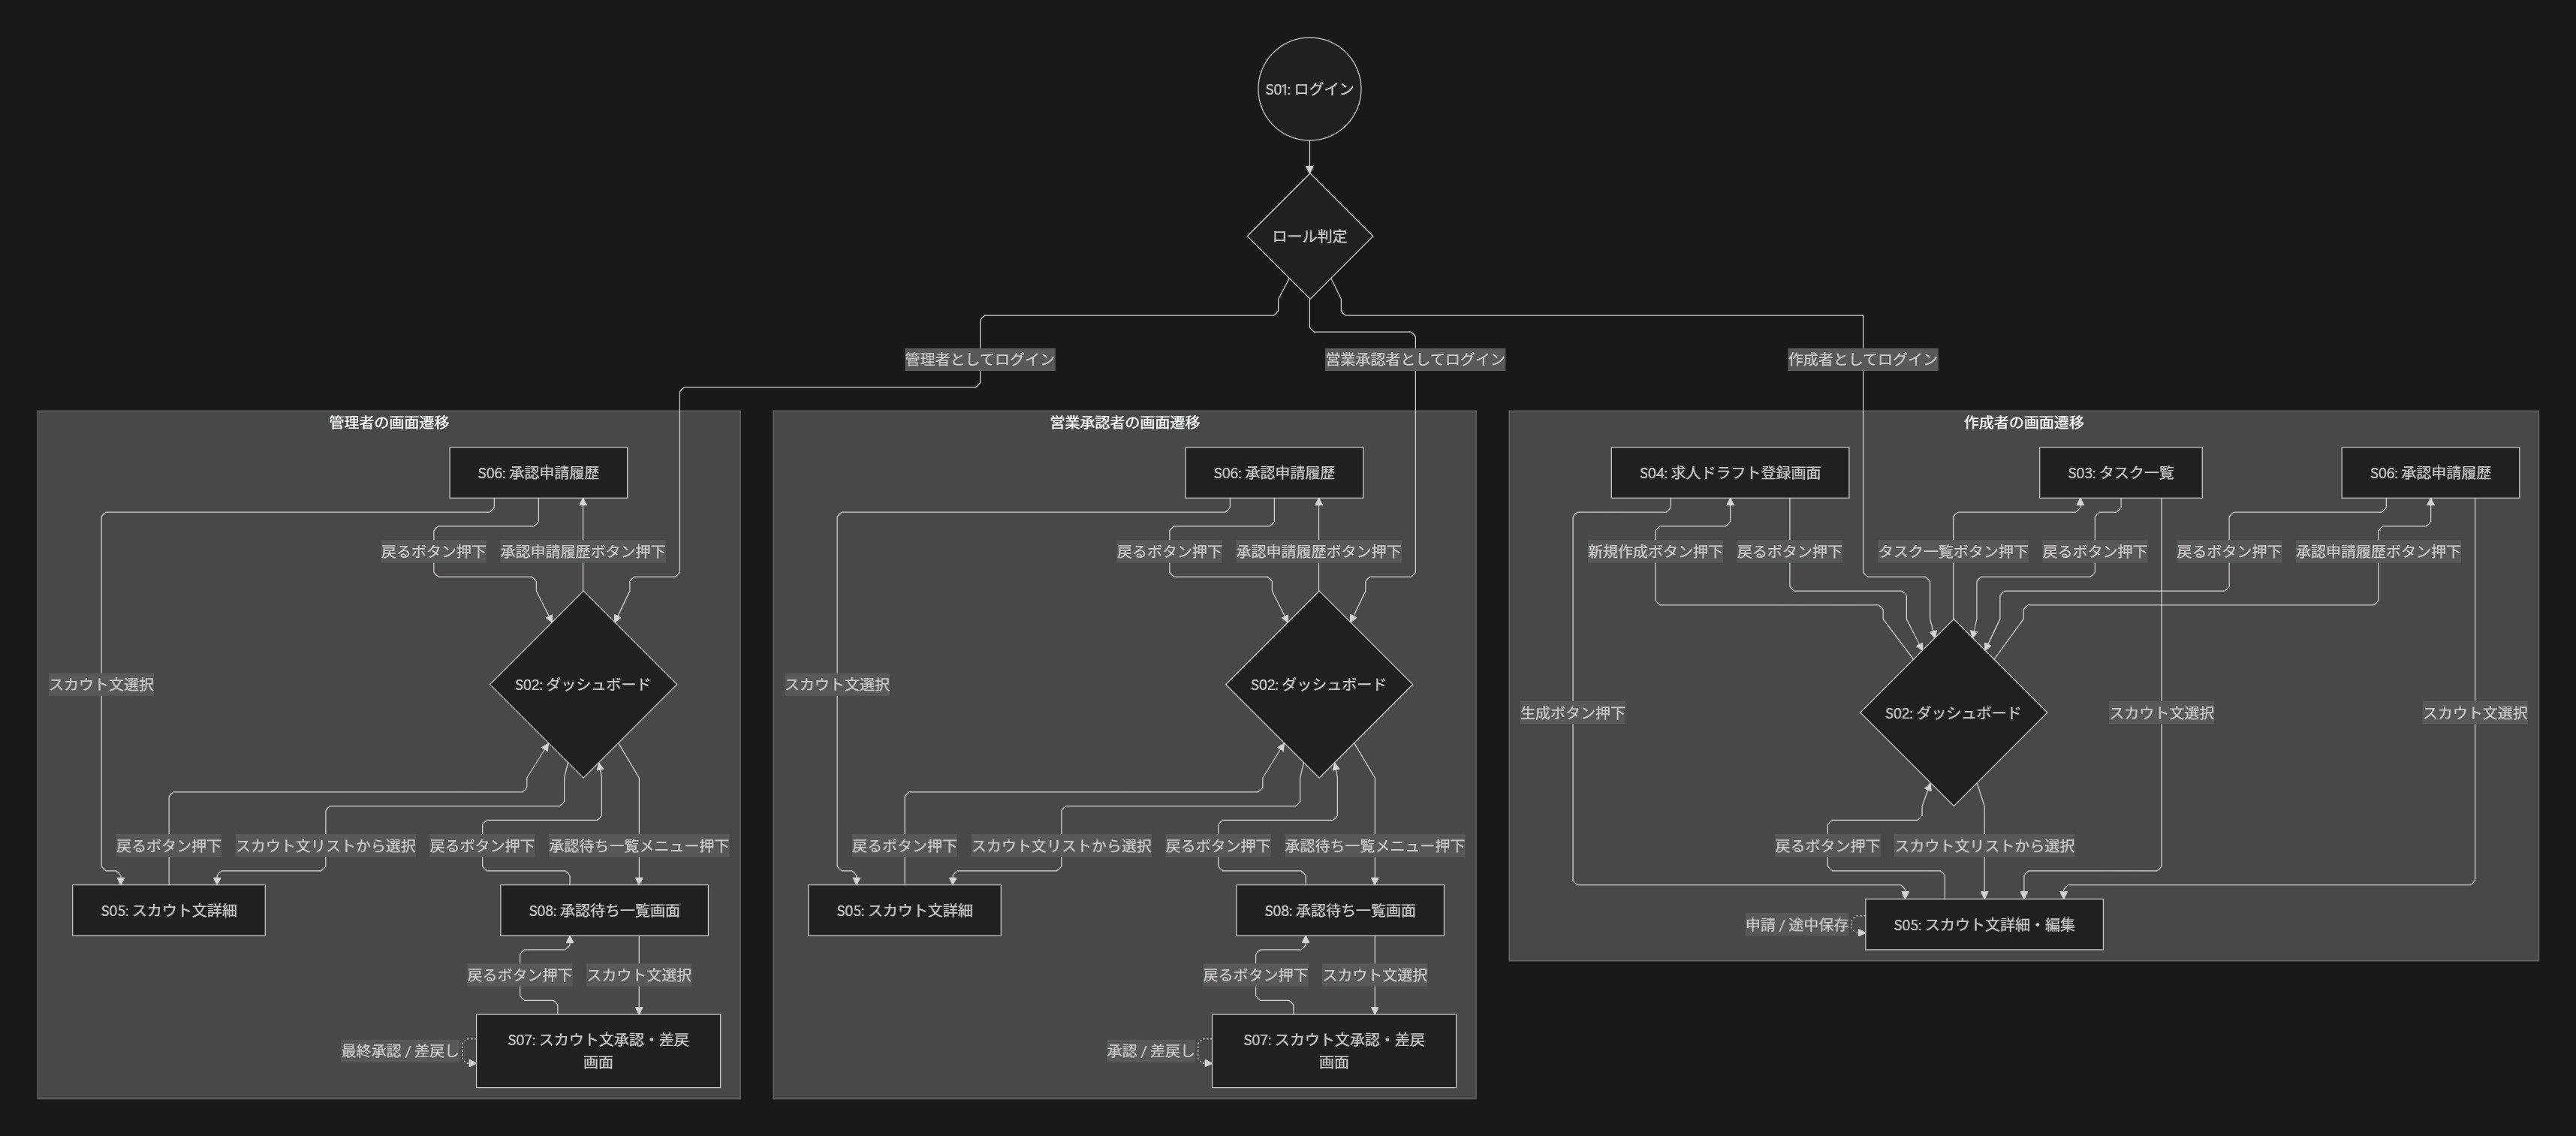 S01: ログイン
ロール判定
管理者としてログイン
営業承認者としてログイン
作成者としてログイン
管理者の画面遷移
S06: 承認申請履歴
戻るボタン押下
承認申請履歴ボタン押下
スカウト文選択
S02: ダッシュボード
戻るボタン押下
スカウト文リストから選択
戻るボタン押下
承認待ち一覧メニュー押下
S05: スカウト文詳細
S08: 承認待ち一覧画面
戻るボタン押下
スカウト文選択
最終承認 / 差戻し
S07: スカウト文承認・差戻
画面
営業承認者の画面遷移
S06: 承認申請履歴
戻るボタン押下
承認申請履歴ボタン押下
スカウト文選択
S02: ダッシュボード
戻るボタン押下
スカウト文リストから選択
戻るボタン押下
承認待ち一覧メニュー押下
S05: スカウト文詳細
S08: 承認待ち一覧画面
戻るボタン押下
スカウト文選択
承認 / 差戻し
S07: スカウト文承認・差戻
画面
作成者の画面遷移
S04: 求人ドラフト登録画面
S03: タスク一覧
S06: 承認申請履歴
新規作成ボタン押下
戻るボタン押下
タスク一覧ボタン押下
戻るボタン押下
戻るボタン押下
承認申請履歴ボタン押下
生成ボタン押下
S02: ダッシュボード
スカウト文選択
スカウト文選択
戻るボタン押下
スカウト文リストから選択
申請 / 途中保存
S05: スカウト文詳細・編集